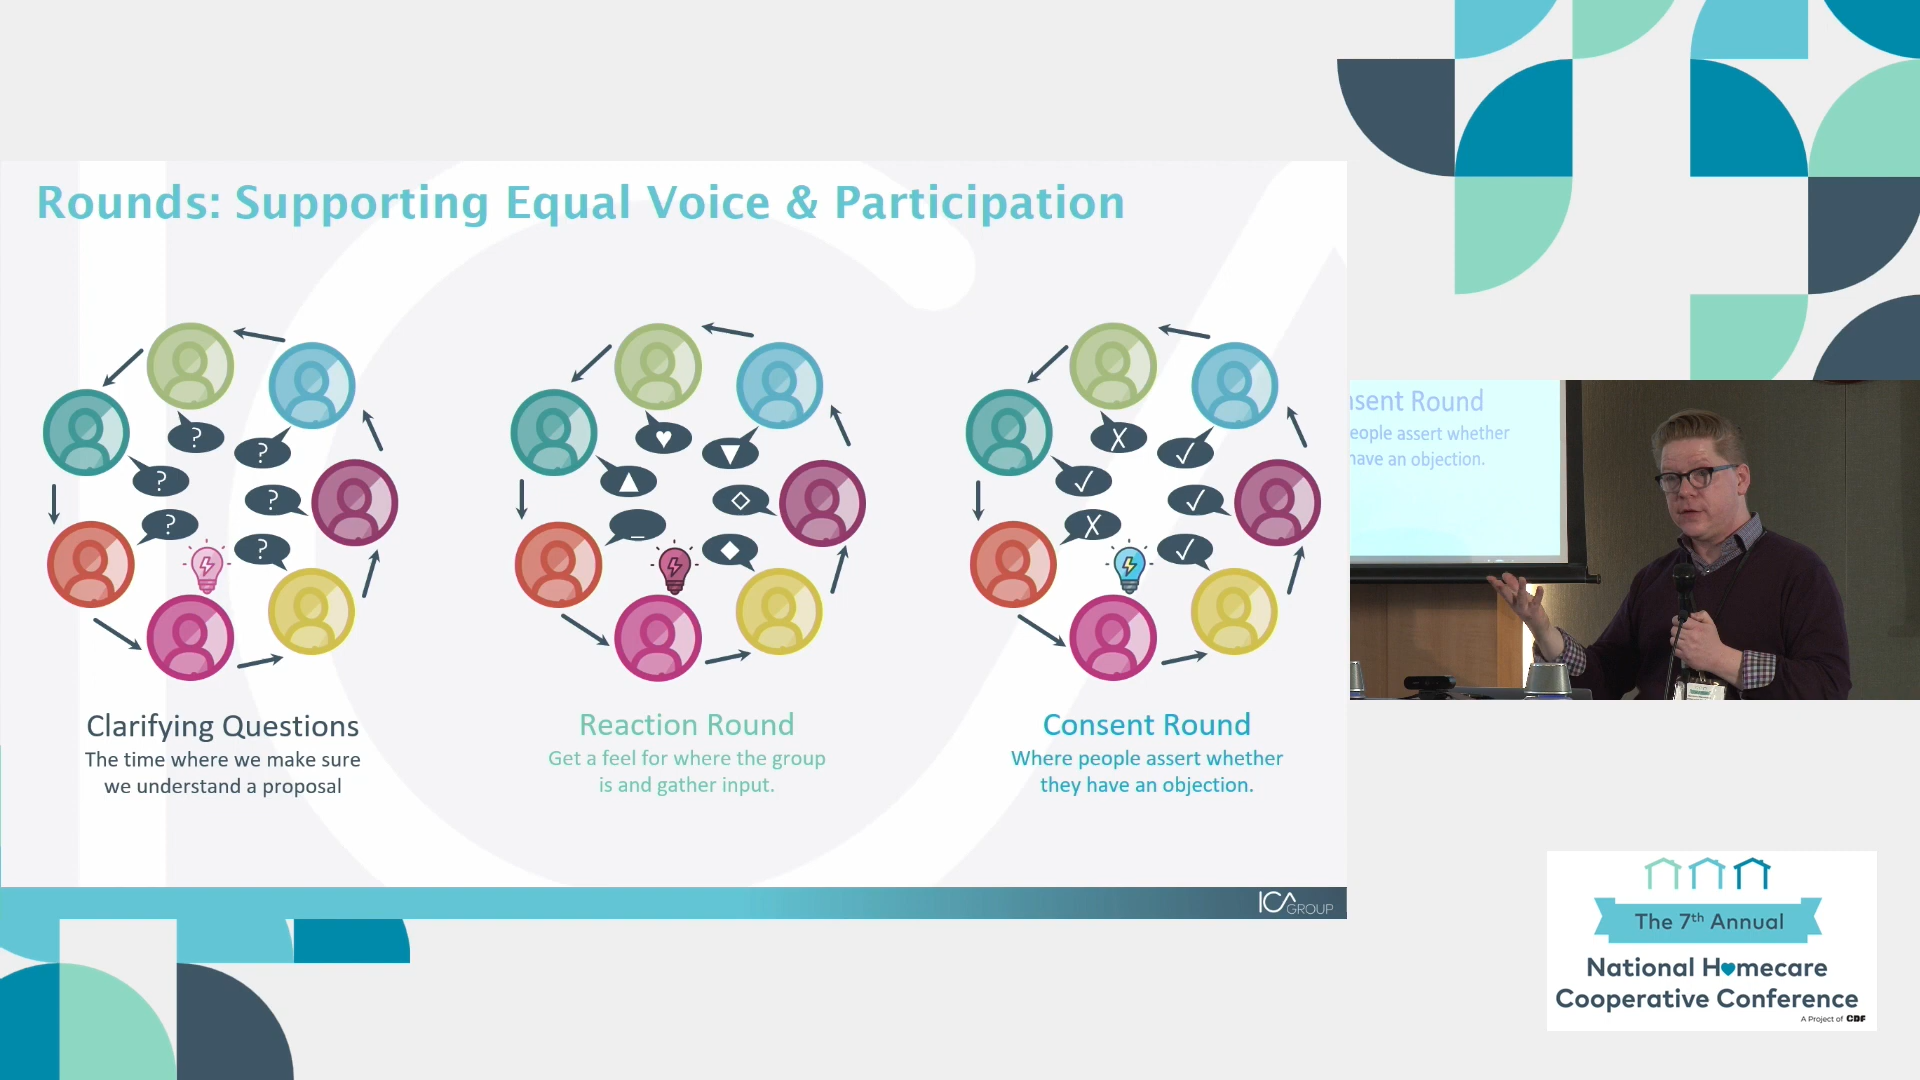 Rounds: Supporting Equal Voice & Participation
?
?
?
?
?
?
X
✓
✓
✓
X
✓
Clarifying Questions
The time where we make sure
we understand a proposal
Reaction Round
Get a feel for where the group
is and gather input.
Consent Round
Where people assert whether
they have an objection.
ICA GROUP
nsent Round
eople assert whether
have an objection.
The 7th Annual
National Homecare
Cooperative Conference
A Project of CDF